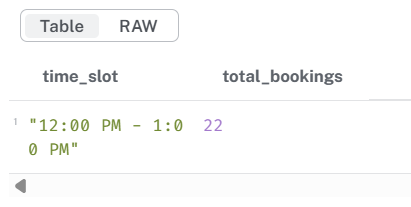 Table RAW
time_slot total_bookings
1 "12:00 PM – 1:0 22
0 PM"